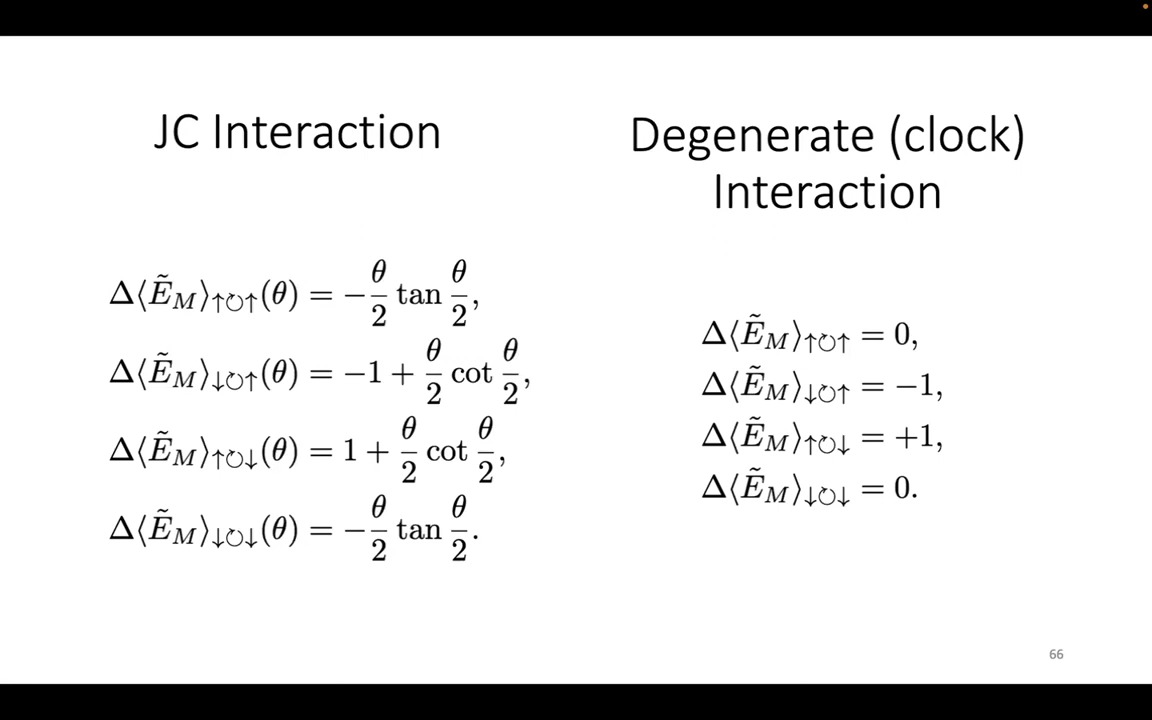 JC Interaction
Δ⟨Ẽ_M⟩↑↻↑(θ) = −θ/2 tan θ/2,
Δ⟨Ẽ_M⟩↓↻↑(θ) = −1 + θ/2 cot θ/2,
Δ⟨Ẽ_M⟩↑↻↓(θ) = 1 + θ/2 cot θ/2,
Δ⟨Ẽ_M⟩↓↻↓(θ) = −θ/2 tan θ/2.
Degenerate (clock)
Interaction
Δ⟨Ẽ_M⟩↑↻↑ = 0,
Δ⟨Ẽ_M⟩↓↻↑ = −1,
Δ⟨Ẽ_M⟩↑↻↓ = +1,
Δ⟨Ẽ_M⟩↓↻↓ = 0.
66